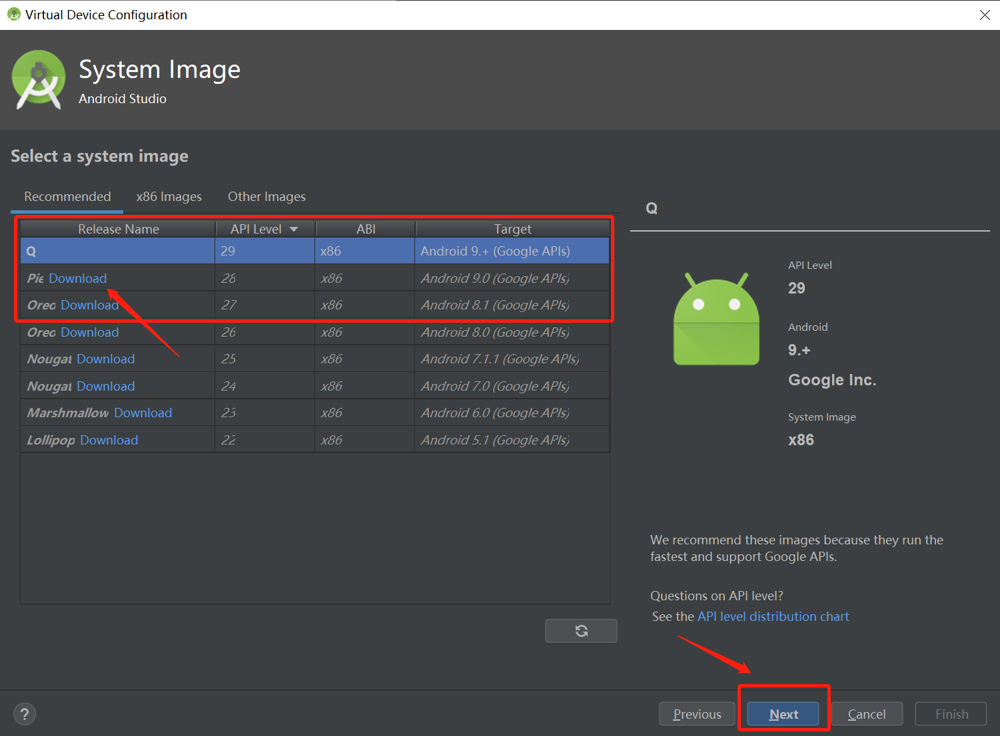 Virtual Device Configuration
System Image
Android Studio
Select a system image
Recommended x86 Images Other Images
Release Name API Level ABI Target
Q 29 x86 Android 9.+ (Google APIs)
Pie Download 28 x86 Android 9.0 (Google APIs)
Oreo Download 27 x86 Android 8.1 (Google APIs)
Oreo Download 26 x86 Android 8.0 (Google APIs)
Nougat Download 25 x86 Android 7.1.1 (Google APIs)
Nougat Download 24 x86 Android 7.0 (Google APIs)
Marshmallow Download 23 x86 Android 6.0 (Google APIs)
Lollipop Download 22 x86 Android 5.1 (Google APIs)
Q
API Level
29
Android
9.+
Google Inc.
System Image
x86
We recommend these images because they run the
fastest and support Google APIs.
Questions on API level?
See the API level distribution chart
? Previous Next Cancel Finish